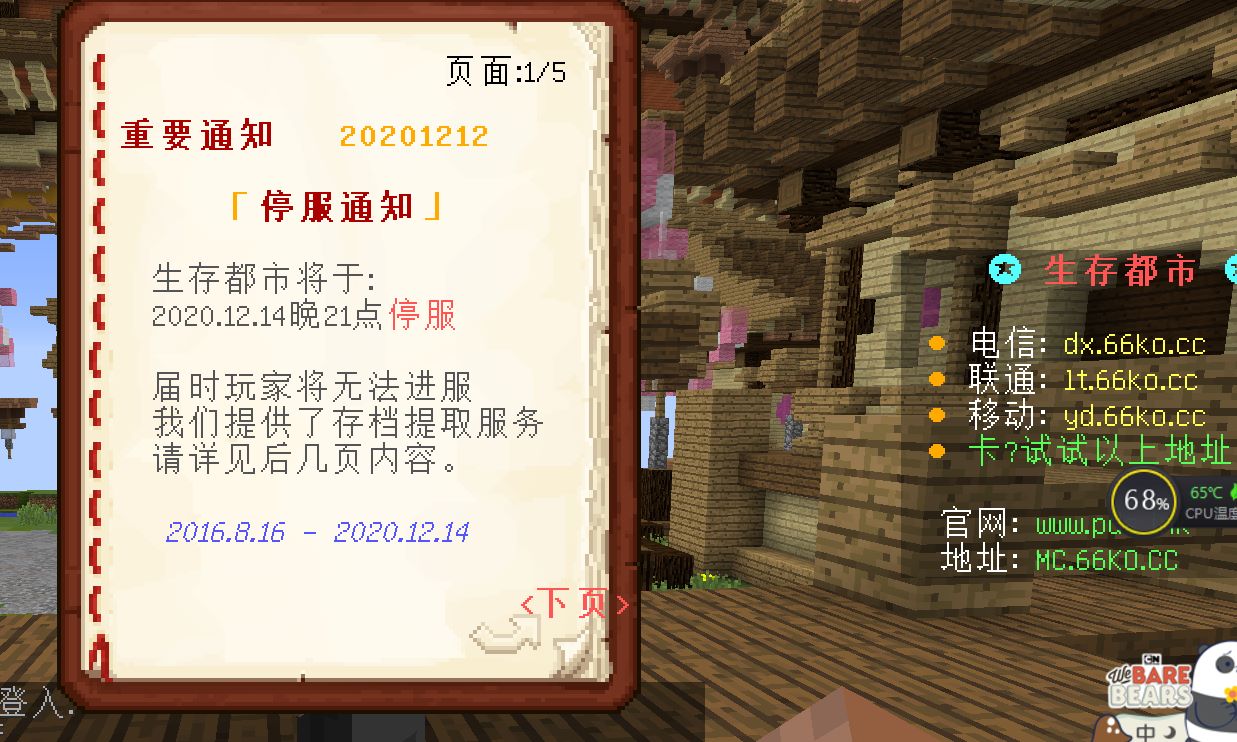 页面:1/5
重要通知 20201212
「停服通知」
生存都市将于:
2020.12.14晚21点停服
届时玩家将无法进服
我们提供了存档提取服务
请详见后几页内容。
2016.8.16 - 2020.12.14
<下页>
登入.
生存都市
电信: dx.66ko.cc
联通: lt.66ko.cc
移动: yd.66ko.cc
卡?试试以上地址
68%
65℃
CPU温度
官网: www.p
地址: MC.66KO.CC
CN
We BARE BEARS
中